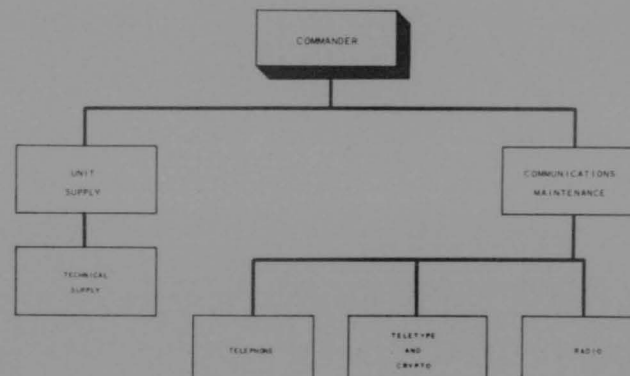 COMMANDER
UNIT
SUPPLY
COMMUNICATIONS
MAINTENANCE
TECHNICAL
SUPPLY
TELEPHONE
TELETYPE
AND
CRYPTO
RADIO